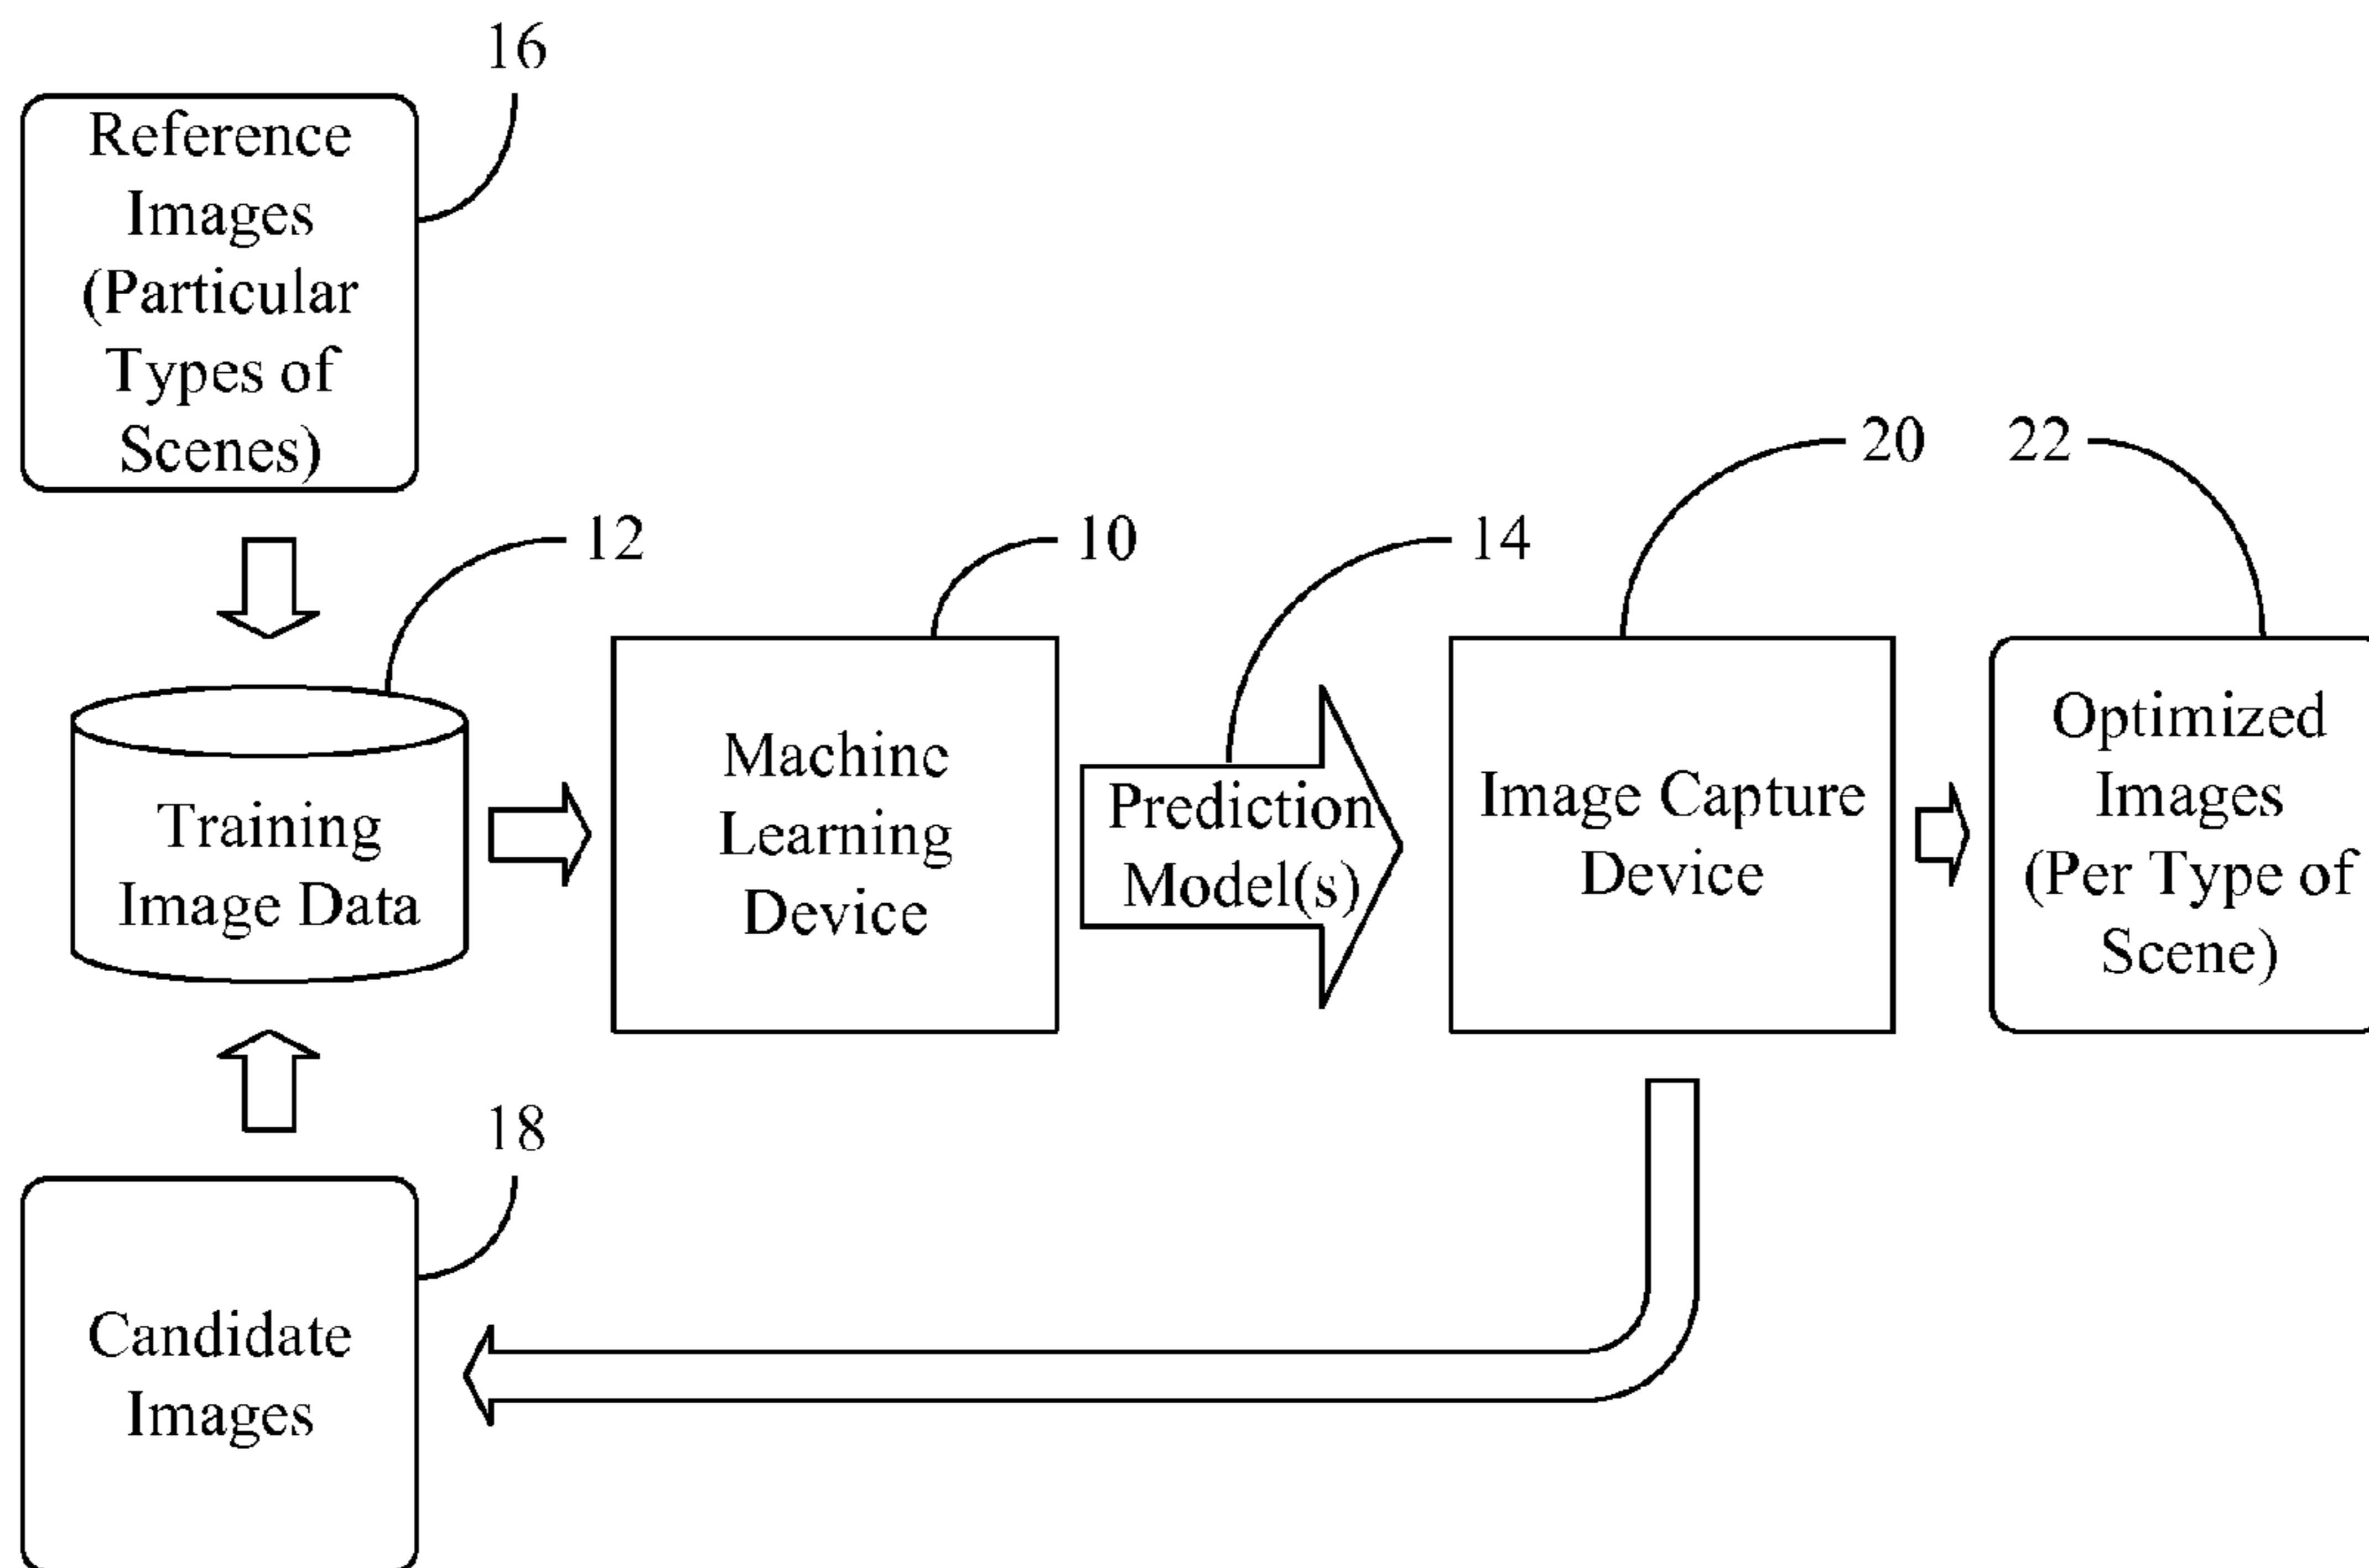 16
Reference
Images
(Particular
Types of
Scenes)
12
10
14
20
22
Training
Image Data
Machine
Learning
Device
Prediction
Model(s)
Image Capture
Device
Optimized
Images
(Per Type of
Scene)
18
Candidate
Images